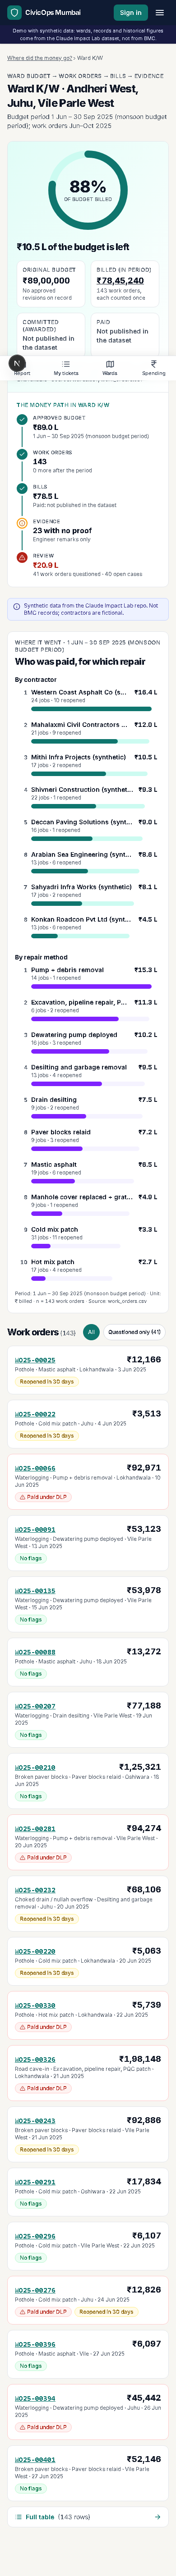 CivicOps Mumbai
Sign in
Demo with synthetic data: wards, records and historical figures
come from the Claude Impact Lab dataset, not from BMC.
Where did the money go? › Ward K/W
WARD BUDGET → WORK ORDERS → BILLS → EVIDENCE
Ward K/W · Andheri West,
Juhu, Vile Parle West
Budget period 1 Jun – 30 Sep 2025 (monsoon budget
period); work orders Jun-Oct 2025
88%
OF BUDGET BILLED
₹10.5 L of the budget is left
ORIGINAL BUDGET
₹89,00,000
No approved
revisions on record
BILLED (IN PERIOD)
₹78,45,240
143 work orders,
each counted once
COMMITTED
(AWARDED)
Not published in
the dataset
PAID
Not published in
the dataset
N
Report
My tickets
Wards
Spending
THE MONEY PATH IN WARD K/W
APPROVED BUDGET
₹89.0 L
1 Jun – 30 Sep 2025 (monsoon budget period)
WORK ORDERS
143
0 more after the period
BILLS
₹78.5 L
Paid: not published in the dataset
EVIDENCE
23 with no proof
Engineer remarks only
REVIEW
₹20.9 L
41 work orders questioned · 40 open cases
Synthetic data from the Claude Impact Lab repo. Not
BMC records; contractors are fictional.
WHERE IT WENT · 1 JUN – 30 SEP 2025 (MONSOON
BUDGET PERIOD)
Who was paid, for which repair
By contractor
1 Western Coast Asphalt Co (s... ₹16.4 L
24 jobs · 10 reopened
2 Mahalaxmi Civil Contractors ... ₹12.0 L
21 jobs · 9 reopened
3 Mithi Infra Projects (synthetic) ₹10.5 L
17 jobs · 2 reopened
4 Shivneri Construction (synthet... ₹9.3 L
22 jobs · 1 reopened
5 Deccan Paving Solutions (synt... ₹9.0 L
16 jobs · 1 reopened
6 Arabian Sea Engineering (synt... ₹8.6 L
13 jobs · 6 reopened
7 Sahyadri Infra Works (synthetic) ₹8.1 L
17 jobs · 2 reopened
8 Konkan Roadcon Pvt Ltd (synt... ₹4.5 L
13 jobs · 6 reopened
By repair method
1 Pump + debris removal ₹15.3 L
14 jobs · 1 reopened
2 Excavation, pipeline repair, P... ₹11.3 L
6 jobs · 2 reopened
3 Dewatering pump deployed ₹10.2 L
16 jobs · 3 reopened
4 Desilting and garbage removal ₹9.5 L
13 jobs · 4 reopened
5 Drain desilting ₹7.5 L
9 jobs · 2 reopened
6 Paver blocks relaid ₹7.2 L
9 jobs · 3 reopened
7 Mastic asphalt ₹6.5 L
16 jobs · 6 reopened
8 Manhole cover replaced + grat... ₹4.0 L
9 jobs · 1 reopened
9 Cold mix patch ₹3.3 L
31 jobs · 11 reopened
10 Hot mix patch ₹2.7 L
17 jobs · 4 reopened
Period: 1 Jun – 30 Sep 2025 (monsoon budget period) · Unit:
₹ billed · n = 143 work orders · Source: work_orders.csv
Work orders (143)
All
Questioned only (41)
WO25-00025 ₹12,166
Pothole · Mastic asphalt · Lokhandwala · 3 Jun 2025
Reopened in 30 days
WO25-00022 ₹3,513
Pothole · Cold mix patch · Juhu · 4 Jun 2025
Reopened in 30 days
WO25-00066 ₹92,971
Waterlogging · Pump + debris removal · Lokhandwala · 10
Jun 2025
Paid under DLP
WO25-00091 ₹53,123
Waterlogging · Dewatering pump deployed · Vile Parle
West · 13 Jun 2025
No flags
WO25-00135 ₹53,978
Waterlogging · Dewatering pump deployed · Vile Parle
West · 15 Jun 2025
No flags
WO25-00088 ₹13,272
Pothole · Mastic asphalt · Juhu · 16 Jun 2025
No flags
WO25-00207 ₹77,188
Waterlogging · Drain desilting · Vile Parle West · 19 Jun
2025
No flags
WO25-00210 ₹1,25,321
Broken paver blocks · Paver blocks relaid · Oshiwara · 18
Jun 2025
No flags
WO25-00281 ₹94,274
Waterlogging · Pump + debris removal · Vile Parle West ·
20 Jun 2025
Paid under DLP
WO25-00232 ₹68,106
Choked drain / nullah overflow · Desilting and garbage
removal · Juhu · 20 Jun 2025
Reopened in 30 days
WO25-00220 ₹5,063
Pothole · Cold mix patch · Lokhandwala · 20 Jun 2025
Reopened in 30 days
WO25-00330 ₹5,739
Pothole · Hot mix patch · Lokhandwala · 22 Jun 2025
Paid under DLP
WO25-00326 ₹1,98,148
Road cave-in · Excavation, pipeline repair, PQC patch ·
Lokhandwala · 21 Jun 2025
Paid under DLP
WO25-00243 ₹92,886
Broken paver blocks · Paver blocks relaid · Vile Parle
West · 21 Jun 2025
Reopened in 30 days
WO25-00291 ₹17,834
Pothole · Cold mix patch · Oshiwara · 22 Jun 2025
No flags
WO25-00296 ₹6,107
Pothole · Cold mix patch · Vile Parle West · 22 Jun 2025
No flags
WO25-00276 ₹12,826
Pothole · Cold mix patch · Juhu · 24 Jun 2025
Paid under DLP
Reopened in 30 days
WO25-00396 ₹6,097
Pothole · Mastic asphalt · Vile · 27 Jun 2025
No flags
WO25-00394 ₹45,442
Waterlogging · Dewatering pump deployed · Juhu · 26 Jun
2025
Paid under DLP
WO25-00401 ₹52,146
Broken paver blocks · Paver blocks relaid · Vile Parle
West · 27 Jun 2025
No flags
Full table (143 rows)